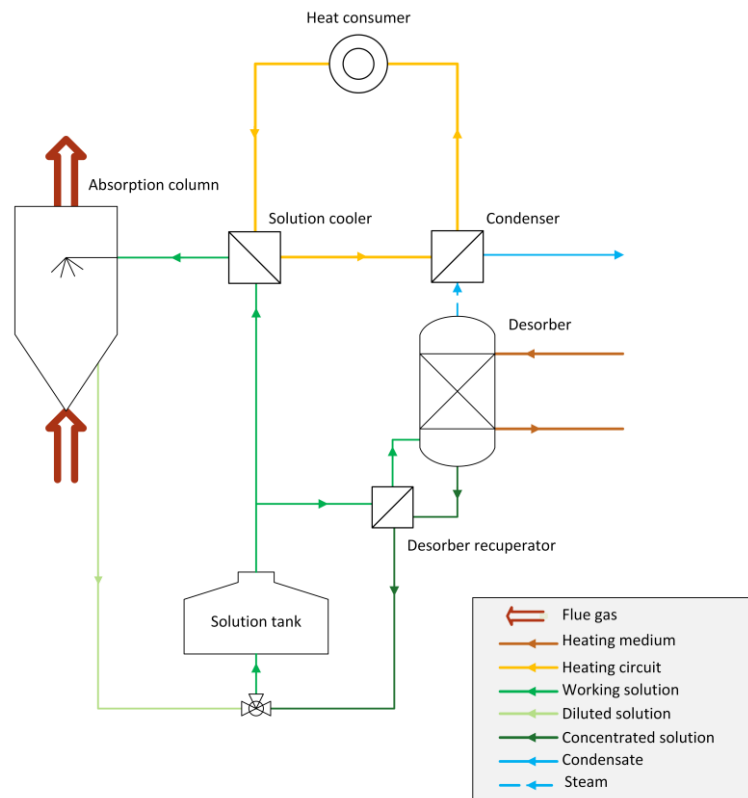 Heat consumer
Absorption column
Solution cooler
Condenser
Desorber
Desorber recuperator
Solution tank
Flue gas
Heating medium
Heating circuit
Working solution
Diluted solution
Concentrated solution
Condensate
Steam